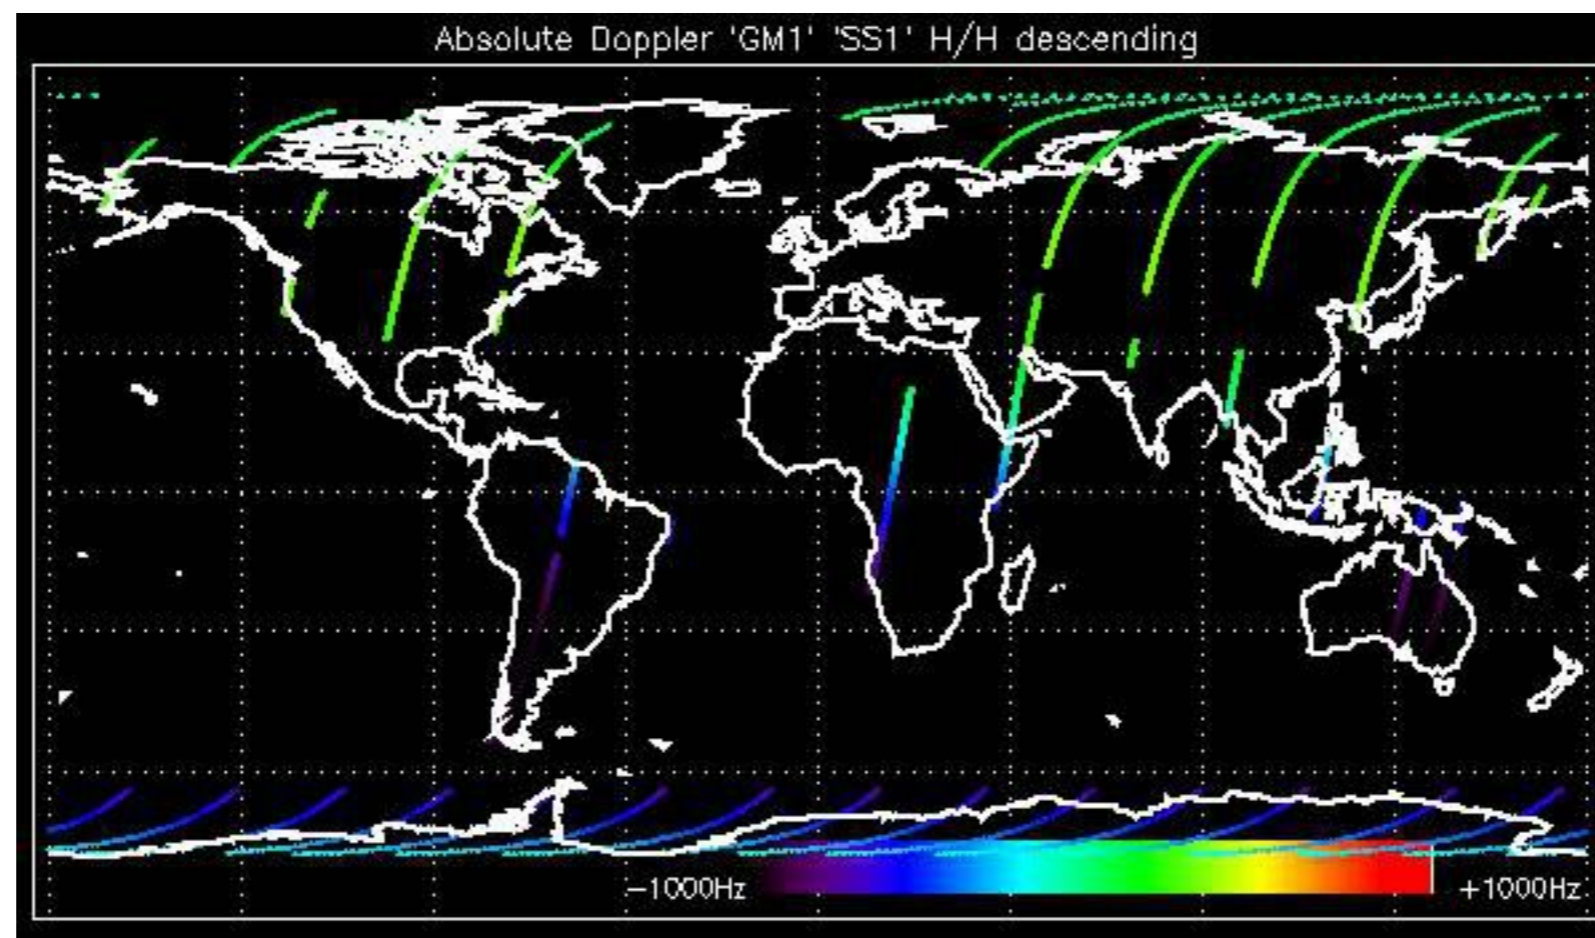 Absolute Doppler 'GM1' 'SS1' H/H descending
-1000Hz +1000Hz